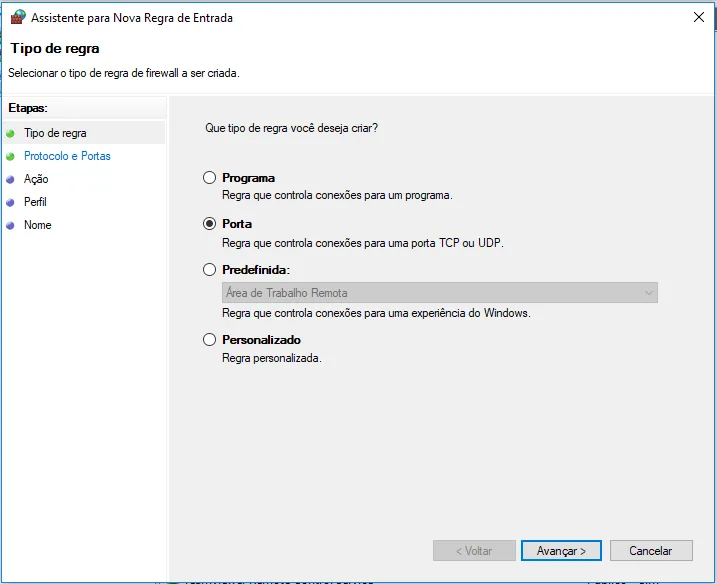 Assistente para Nova Regra de Entrada
Tipo de regra
Selecionar o tipo de regra de firewall a ser criada.
Etapas:
Tipo de regra
Protocolo e Portas
Ação
Perfil
Nome
Que tipo de regra você deseja criar?
Programa
Regra que controla conexões para um programa.
Porta
Regra que controla conexões para uma porta TCP ou UDP.
Predefinida:
Área de Trabalho Remota
Regra que controla conexões para uma experiência do Windows.
Personalizado
Regra personalizada.
< Voltar
Avançar >
Cancelar